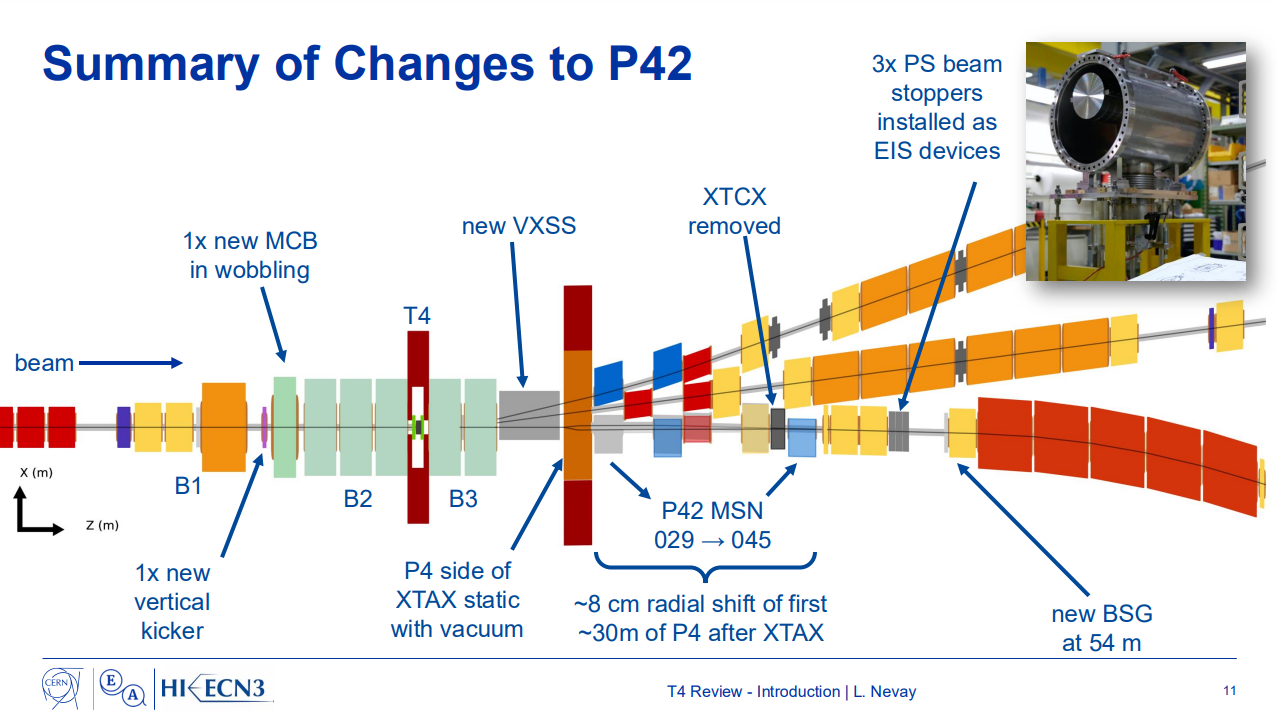 Summary of Changes to P42
3x PS beam
stoppers
installed as
EIS devices
XTCX
removed
new VXSS
1x new MCB
in wobbling
T4
beam
B1
B2
B3
X (m)
Z (m)
P42 MSN
029 → 045
1x new
vertical
kicker
P4 side of
XTAX static
with vacuum
~8 cm radial shift of first
~30m of P4 after XTAX
new BSG
at 54 m
CERN
E
A
HI ECN3
T4 Review - Introduction | L. Nevay
11